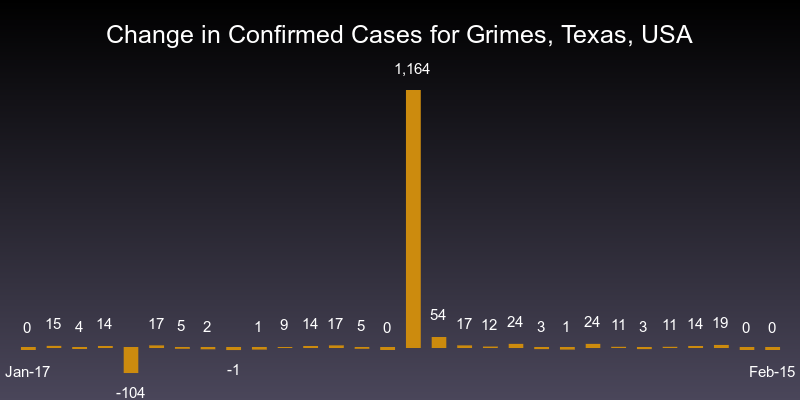 Change in Confirmed Cases for Grimes, Texas, USA
1,164
0 15 4 14 17 5 2 1 9 14 17 5 0 54 17 12 24 3 1 24 11 3 11 14 19 0 0
Jan-17 -104 -1 Feb-15